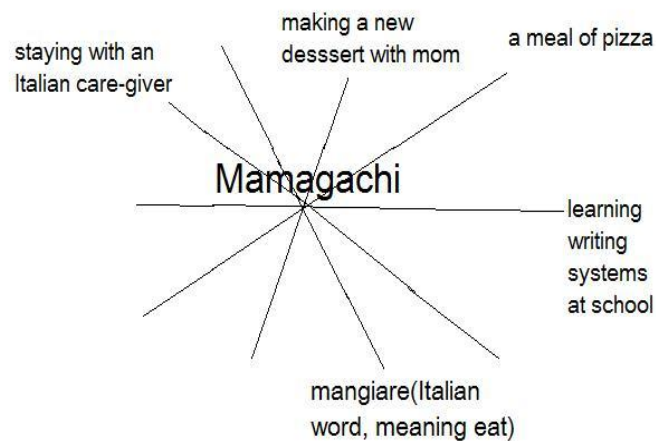 staying with an
Italian care-giver
making a new
desssert with mom
a meal of pizza
Mamagachi
learning
writing
systems
at school
mangiare(Italian
word, meaning eat)